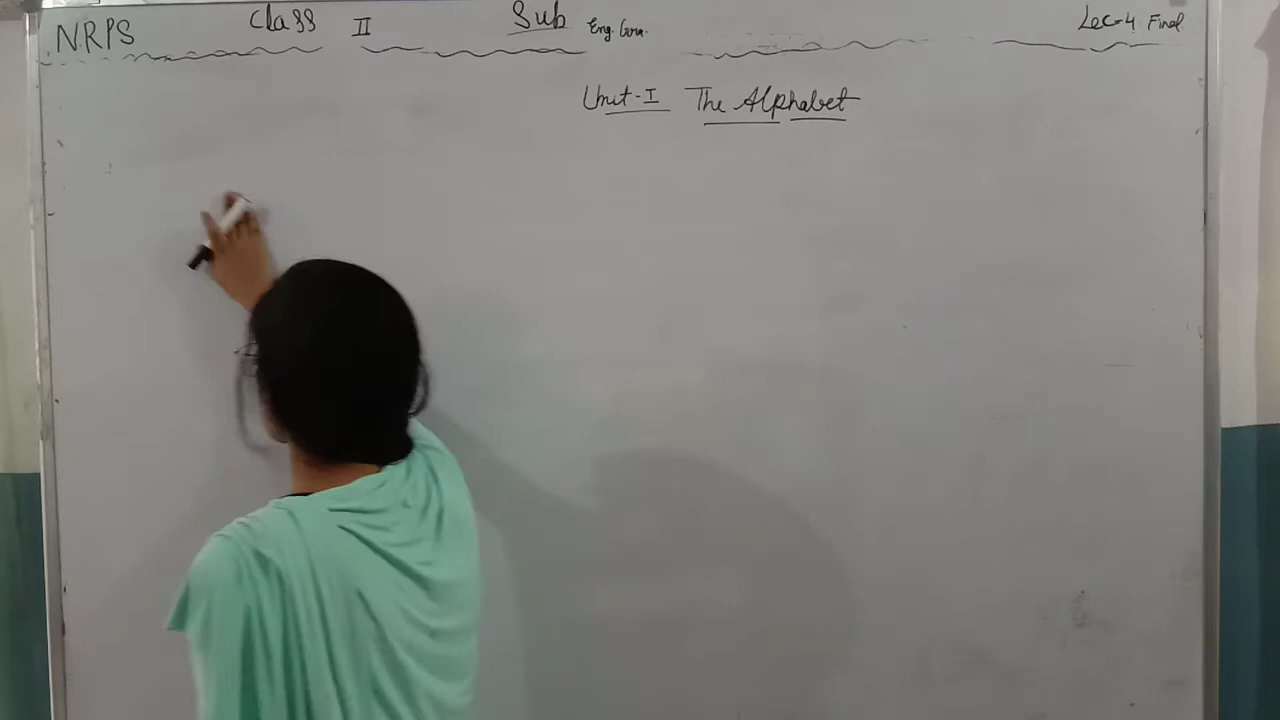 NRPS Class II Sub Eng. Gra. Lec-4 Final
Unit-I The Alphabet